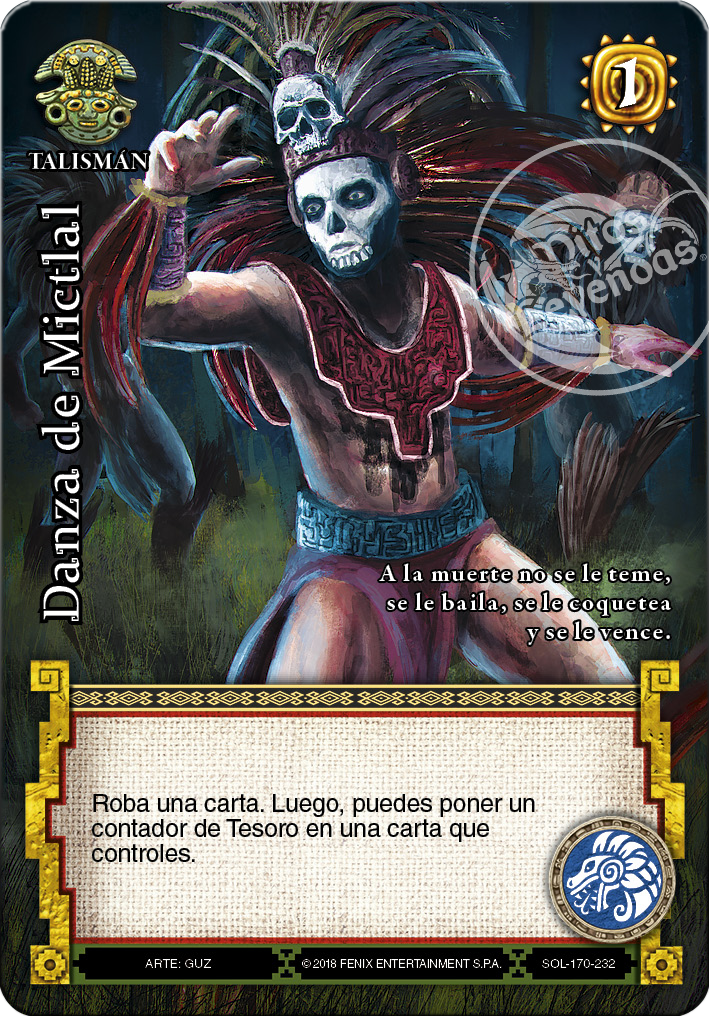 1
TALISMÁN
Mitos
y
Leyendas
Danza de Mictlal
A la muerte no se le teme,
se le baila, se le coquetea
y se le vence.
Roba una carta. Luego, puedes poner un
contador de Tesoro en una carta que
controles.
ARTE: GUZ
©2018 FENIX ENTERTAINMENT S.P.A.
SOL-170-232